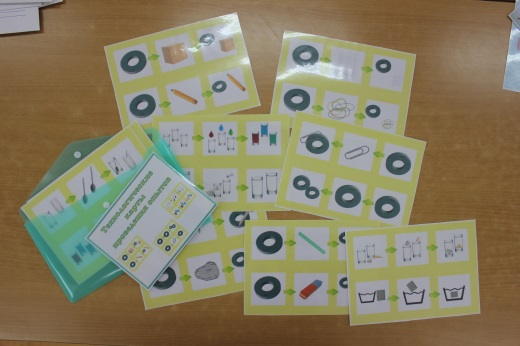 Технологические
карты
проведения опытов